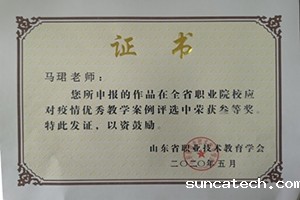 证书
马珺老师：
您所申报的作品在全省职业院校应
对疫情优秀教学案例评选中荣获叁等奖。
特此发证，以资鼓励。
山东省职业技术教育学会
二〇二〇年五月
suncatech.com